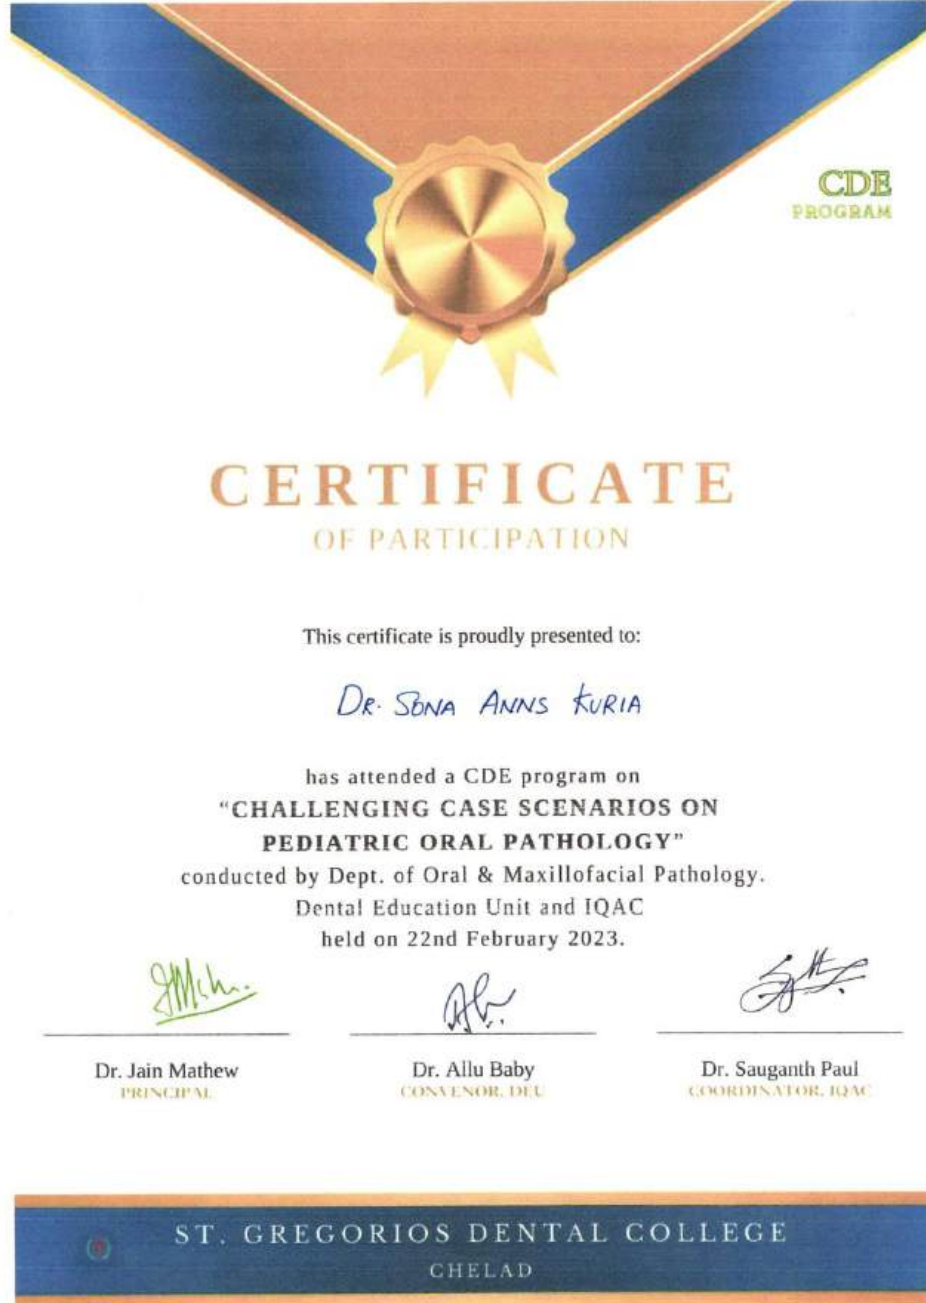 CDE
PROGRAM
CERTIFICATE
OF PARTICIPATION
This certificate is proudly presented to:
DR. SONA ANNS KURIA
has attended a CDE program on
"CHALLENGING CASE SCENARIOS ON
PEDIATRIC ORAL PATHOLOGY"
conducted by Dept. of Oral & Maxillofacial Pathology.
Dental Education Unit and IQAC
held on 22nd February 2023.
Dr. Jain Mathew
PRINCIPAL
Dr. Allu Baby
CONVENOR, DEU
Dr. Sauganth Paul
COORDINATOR, IQAC
ST. GREGORIOS DENTAL COLLEGE
CHELAD